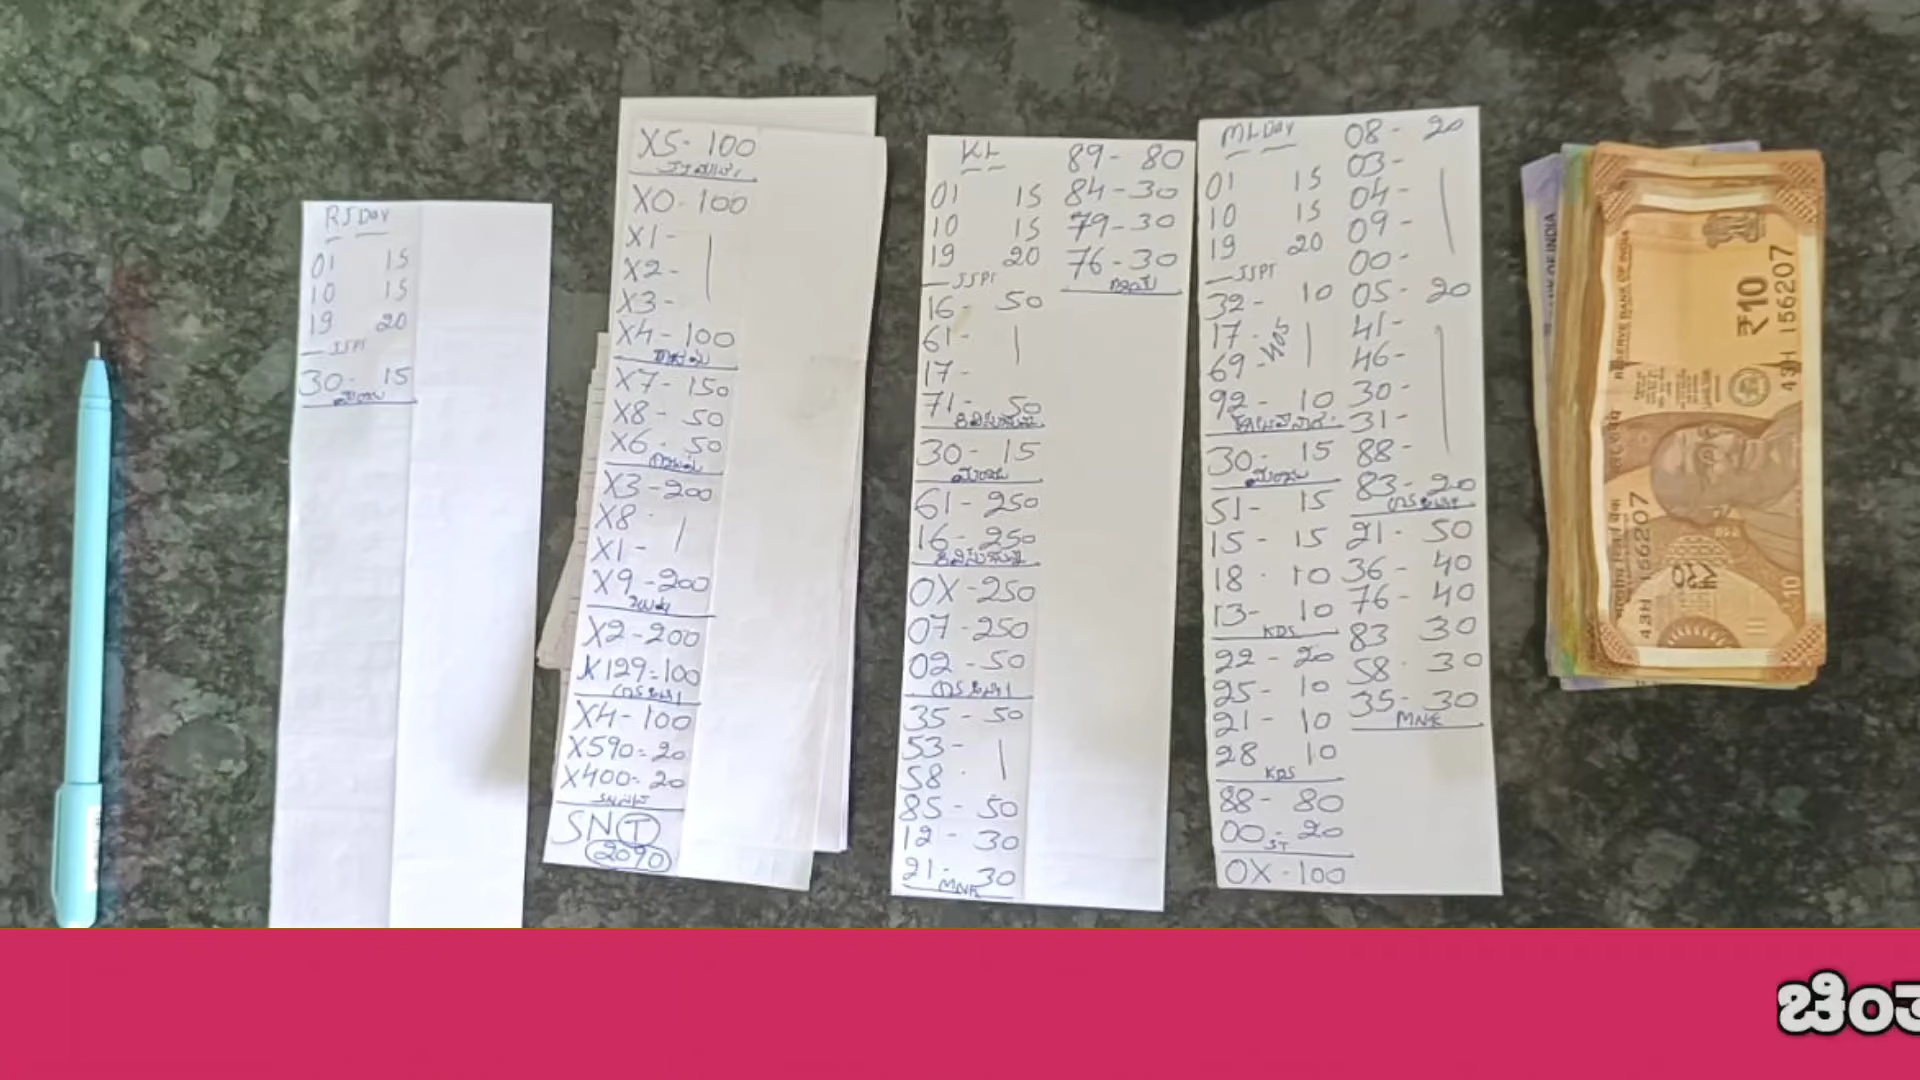 RJ DAY
01 15
10 15
19 20
JSPT
30 - 15
X5 - 100
X0 - 100
X1 -
X2 -
X3 -
X4 - 100
X7 - 150
X8 - 50
X6 - 50
X3 - 200
X8 -
X1 -
X9 - 200
X2 - 200
X129 = 100
X4 - 100
X590 = 20
X400 = 20
SN T
2090
KL
01 15
10 15
19 20
JSPT
16 - 50
61 -
17 -
71 - 50
30 - 15
61 - 250
16 - 250
0X - 250
07 - 250
02 - 50
35 - 50
53 -
58 -
85 - 50
12 - 30
21 - 30
89 - 80
84 - 30
79 - 30
76 - 30
ML DAY
01 15
10 15
19 20
JSPT
32 - 10
17 -
69 -
92 - 10
30 - 15
51 - 15
15 - 15
18 - 10
13 - 10
KDS
22 - 20
25 - 10
21 - 10
28 10
KDS
88 - 80
00 - 20
ST
0X - 100
08 - 20
03 -
04 -
09 -
00 -
05 - 20
41 -
46 -
30 -
31 -
88 -
83 - 20
21 - 50
36 - 40
76 - 40
83 30
58 - 30
35 - 30
RESERVE BANK OF INDIA
₹10
43H 156207
43H 156207
10